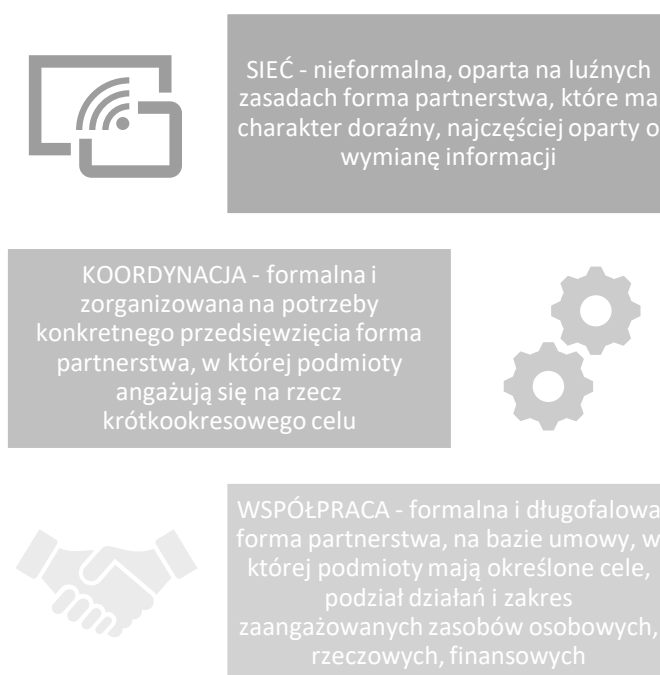 SIEĆ - nieformalna, oparta na luźnych
zasadach forma partnerstwa, które ma
charakter doraźny, najczęściej oparty o
wymianę informacji
KOORDYNACJA - formalna i
zorganizowana na potrzeby
konkretnego przedsięwzięcia forma
partnerstwa, w której podmioty
angażują się na rzecz
krótkookresowego celu
WSPÓŁPRACA - formalna i długofalowa
forma partnerstwa, na bazie umowy, w
której podmioty mają określone cele,
podział działań i zakres
zaangażowanych zasobów osobowych,
rzeczowych, finansowych